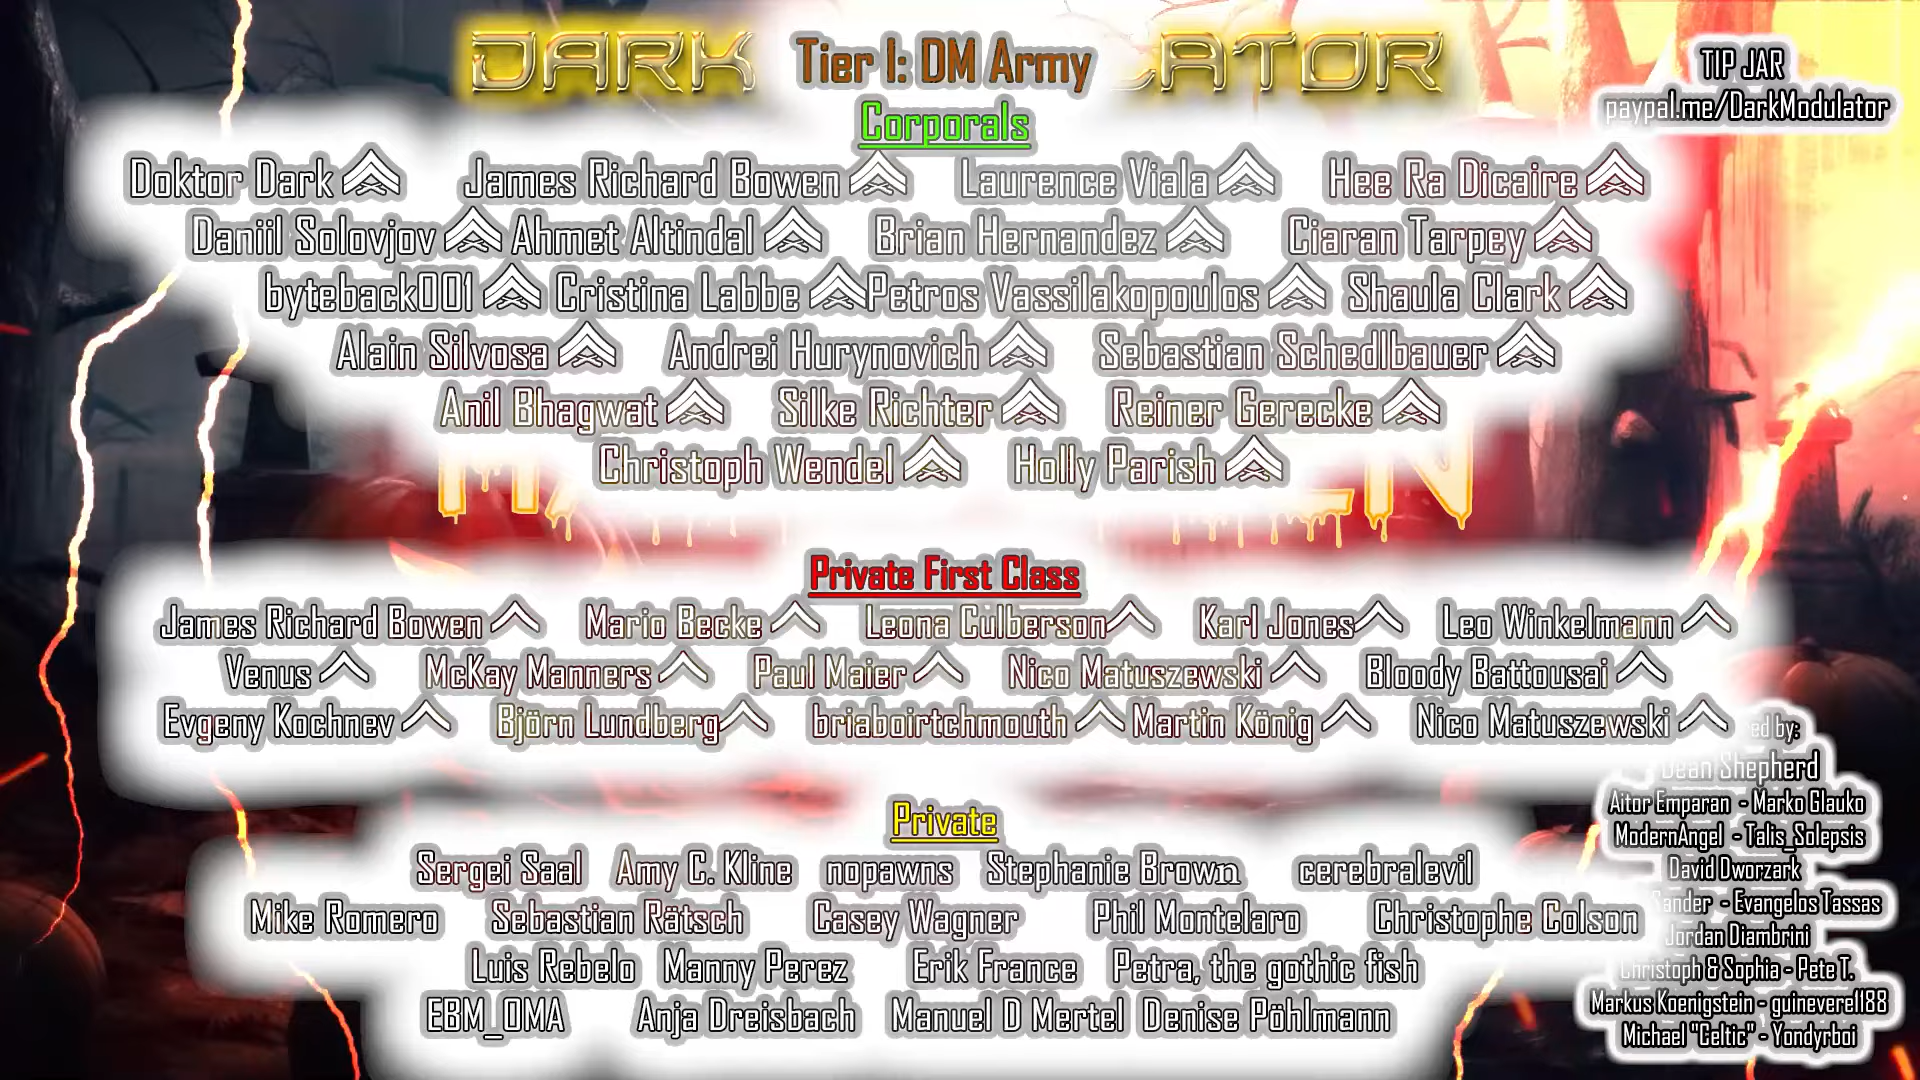 DARK
Tier I: DM Army
ATOR
TIP JAR
paypal.me/DarkModulator
Corporals
Doktor Dark James Richard Bowen Laurence Viala Hee Ra Dicaire
Daniil Solovjov Ahmet Altindal Brian Hernandez Ciaran Tarpey
byteback001 Cristina Labbe Petros Vassilakopoulos Shaula Clark
Alain Silvosa Andrei Hurynovich Sebastian Schedlbauer
Anil Bhagwat Silke Richter Reiner Gerecke
Christoph Wendel Holly Parish
Private First Class
James Richard Bowen Mario Becke Leona Culberson Karl Jones Leo Winkelmann
Venus McKay Manners Paul Maier Nico Matuszewski Bloody Battousai
Evgeny Kochnev Björn Lundberg briaboirtchmouth Martin König Nico Matuszewski
Private
Sergei Saal Amy C. Kline nopawns Stephanie Brown cerebralevil
Mike Romero Sebastian Rätsch Casey Wagner Phil Montelaro Christophe Colson
Luis Rebelo Manny Perez Erik France Petra, the gothic fish
EBM_OMA Anja Dreisbach Manuel D Mertel Denise Pöhlmann
ed by:
Dean Shepherd
Aitor Emparan - Marko Glauko
ModernAngel - Talis_Solepsis
David Dworzark
Sander - Evangelos Tassas
Jordan Diambrini
Christoph & Sophia - Pete T.
Markus Koenigstein - guinevere1188
Michael "Celtic" - Yondyrboi